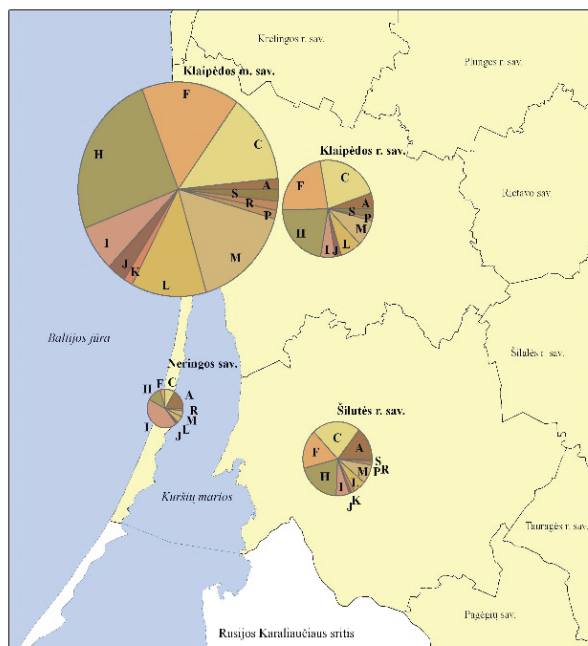 Kretingos r. sav.
Plungės r. sav.
Klaipėdos m. sav.
F
C
H
A
S
R
P
I
J
K
L
M
Klaipėdos r. sav.
F
C
A
S
P
M
H
I
J
L
Rietavo sav.
Baltijos jūra
Šilalės r. sav.
Neringos sav.
H
F
C
A
R
M
L
I
J
Šilutės r. sav.
C
F
A
S
R
P
M
H
I
L
K
J
Kuršių marios
Tauragės r. sav.
Pagėgių sav.
Rusijos Karaliaučiaus sritis